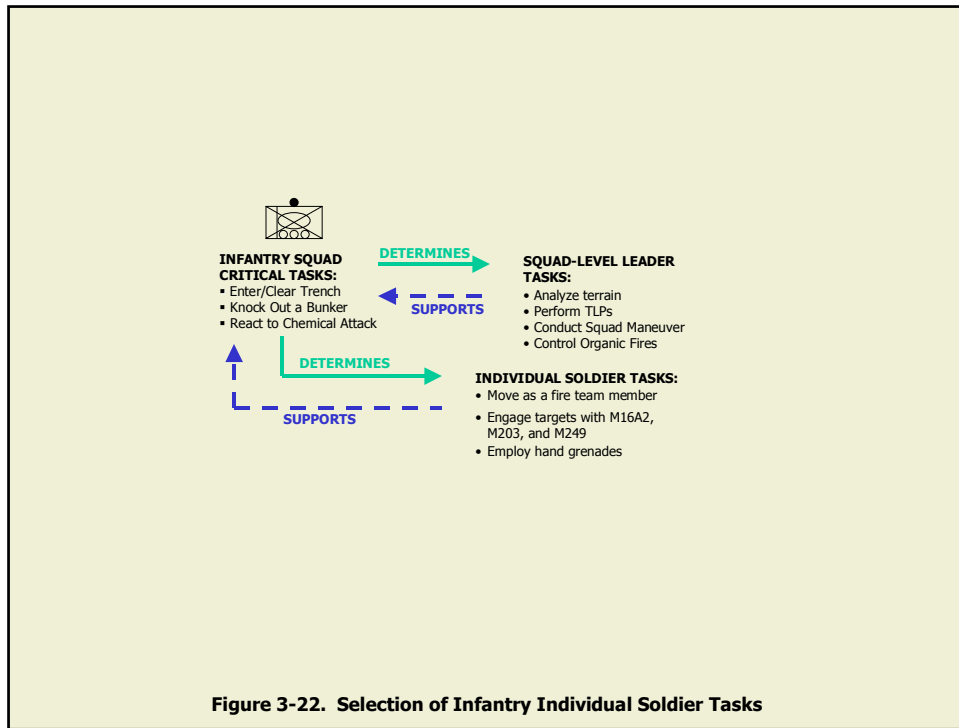 DETERMINES
INFANTRY SQUAD
CRITICAL TASKS:
▪ Enter/Clear Trench
▪ Knock Out a Bunker
▪ React to Chemical Attack
SUPPORTS
SQUAD-LEVEL LEADER
TASKS:
• Analyze terrain
• Perform TLPs
• Conduct Squad Maneuver
• Control Organic Fires
DETERMINES
SUPPORTS
INDIVIDUAL SOLDIER TASKS:
• Move as a fire team member
• Engage targets with M16A2,
M203, and M249
• Employ hand grenades
Figure 3-22. Selection of Infantry Individual Soldier Tasks